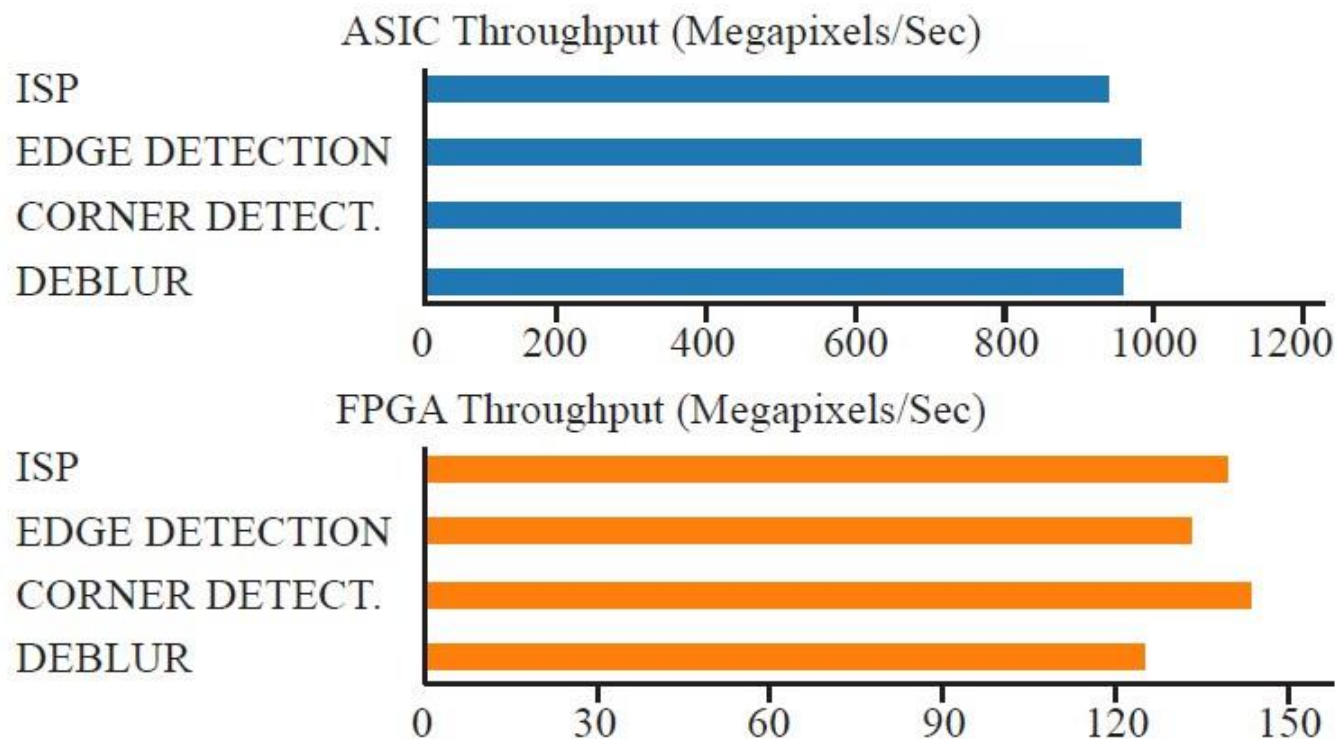 ASIC Throughput (Megapixels/Sec)
ISP
EDGE DETECTION
CORNER DETECT.
DEBLUR
0 200 400 600 800 1000 1200
FPGA Throughput (Megapixels/Sec)
ISP
EDGE DETECTION
CORNER DETECT.
DEBLUR
0 30 60 90 120 150